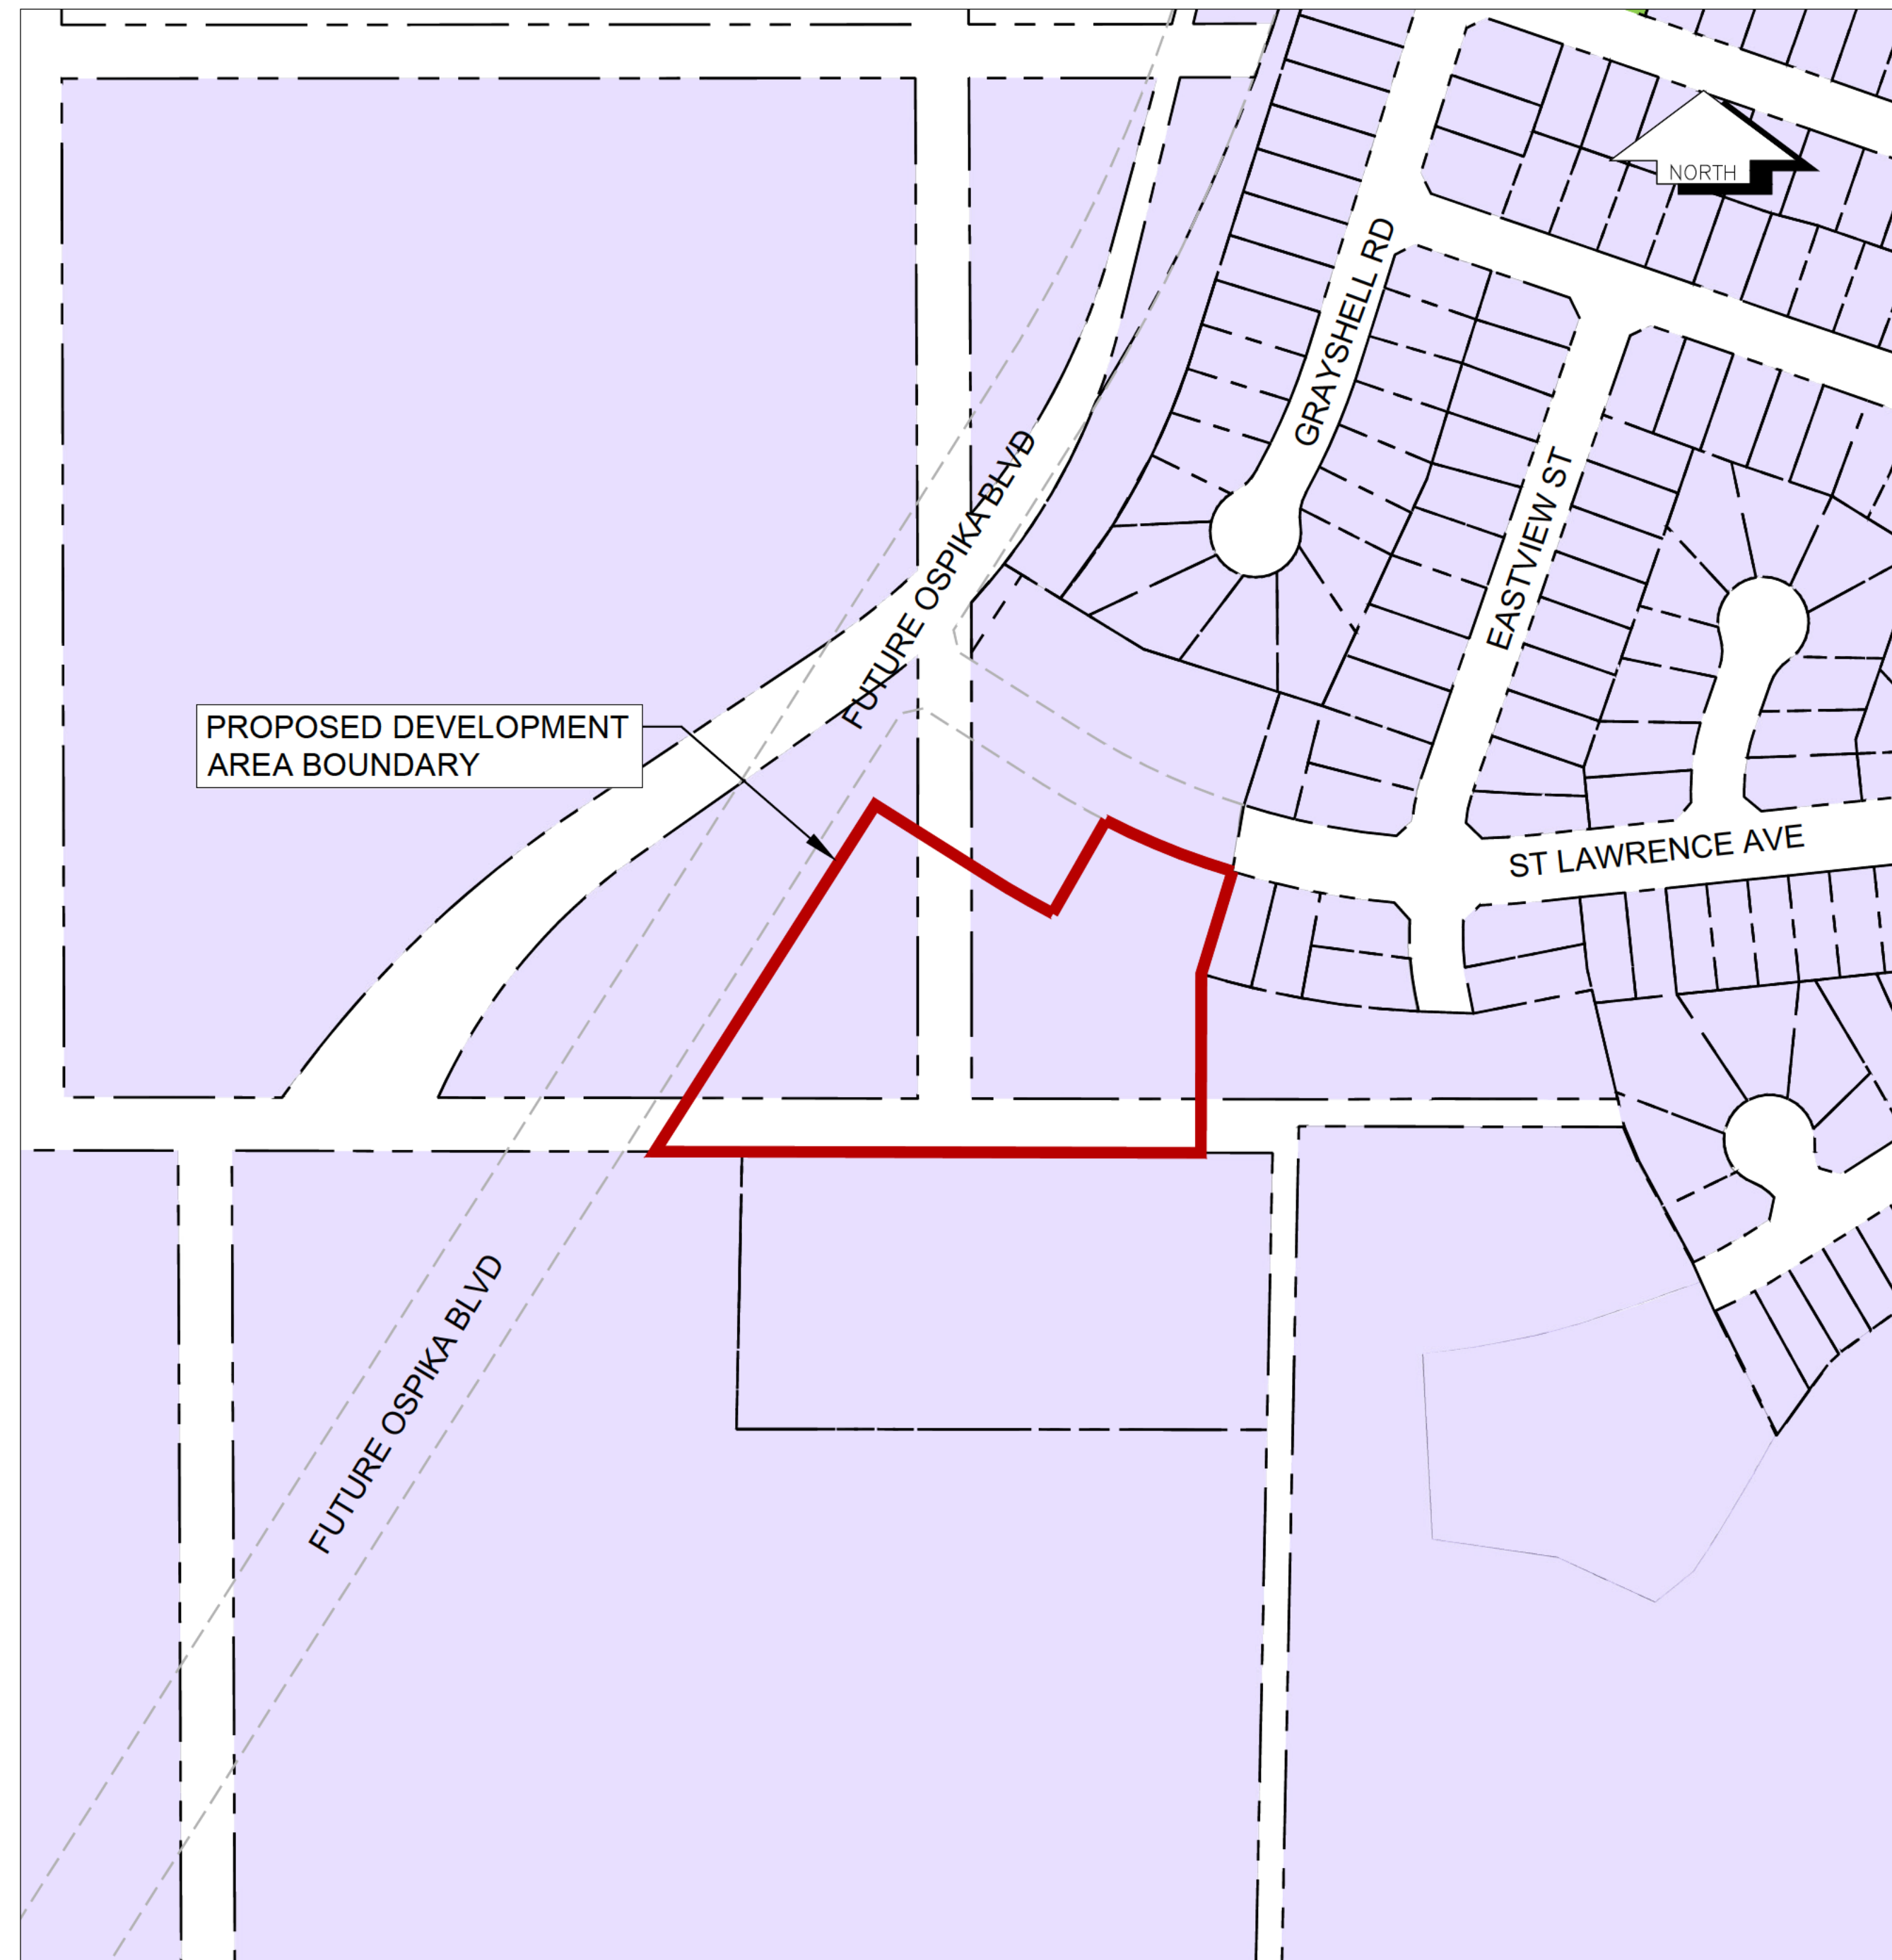 NORTH
GRAYSHELL RD
FUTURE OSPIKA BLVD
EASTVIEW ST
PROPOSED DEVELOPMENT
AREA BOUNDARY
ST LAWRENCE AVE
FUTURE OSPIKA BLVD